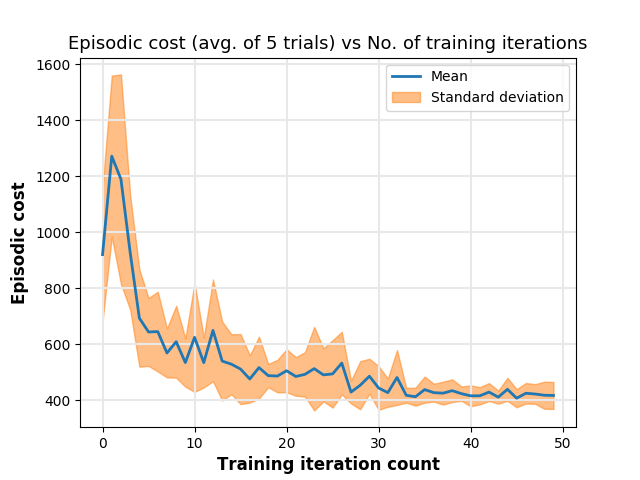 Episodic cost (avg. of 5 trials) vs No. of training iterations
1600
1400
1200
1000
800
600
400
Episodic cost
Mean
Standard deviation
0 10 20 30 40 50
Training iteration count